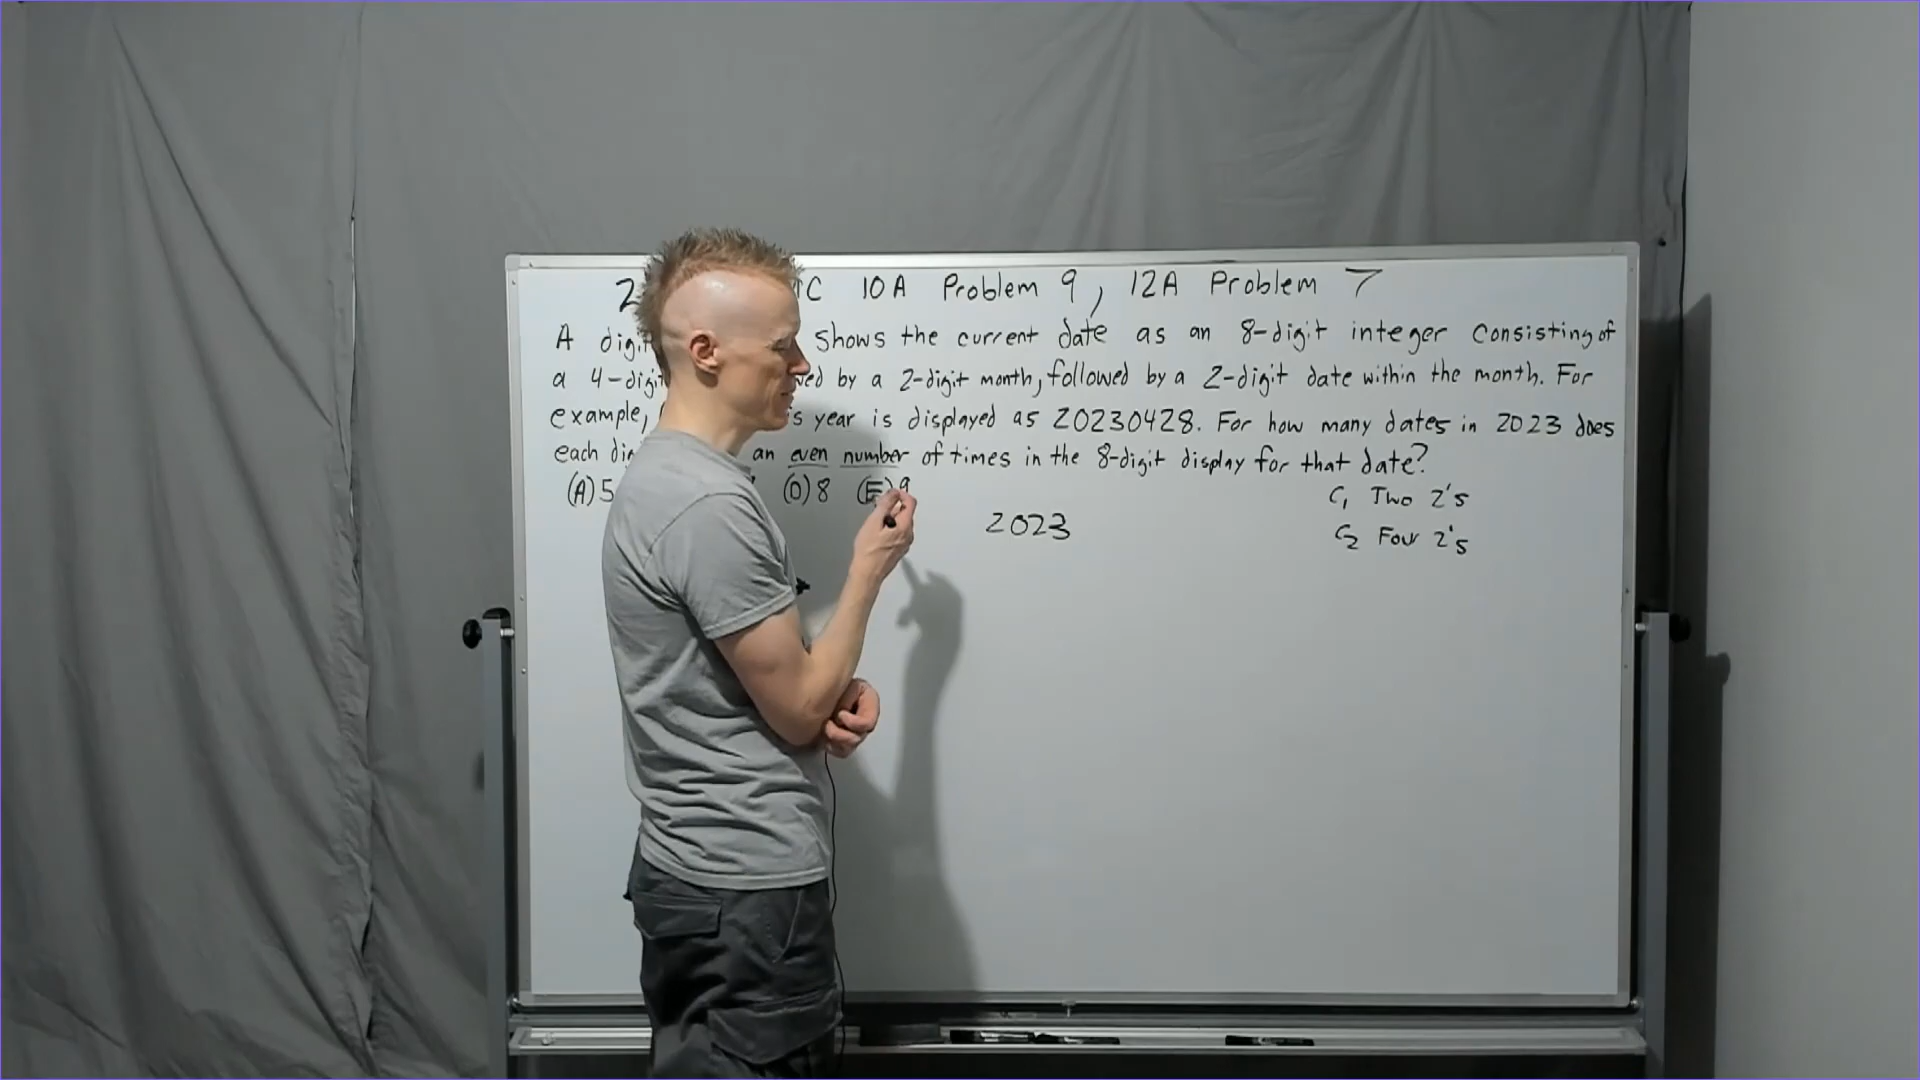 2 C 10A Problem 9, 12A Problem 7
A digit shows the current date as an 8-digit integer consisting of
a 4-digit ed by a 2-digit month, followed by a 2-digit date within the month. For
example, s year is displayed as 20230428. For how many dates in 2023 does
each an even number of times in the 8-digit display for that date?
(A) 5 (D) 8 (E) 9
C1 Two 2's
2023
C2 Four 2's